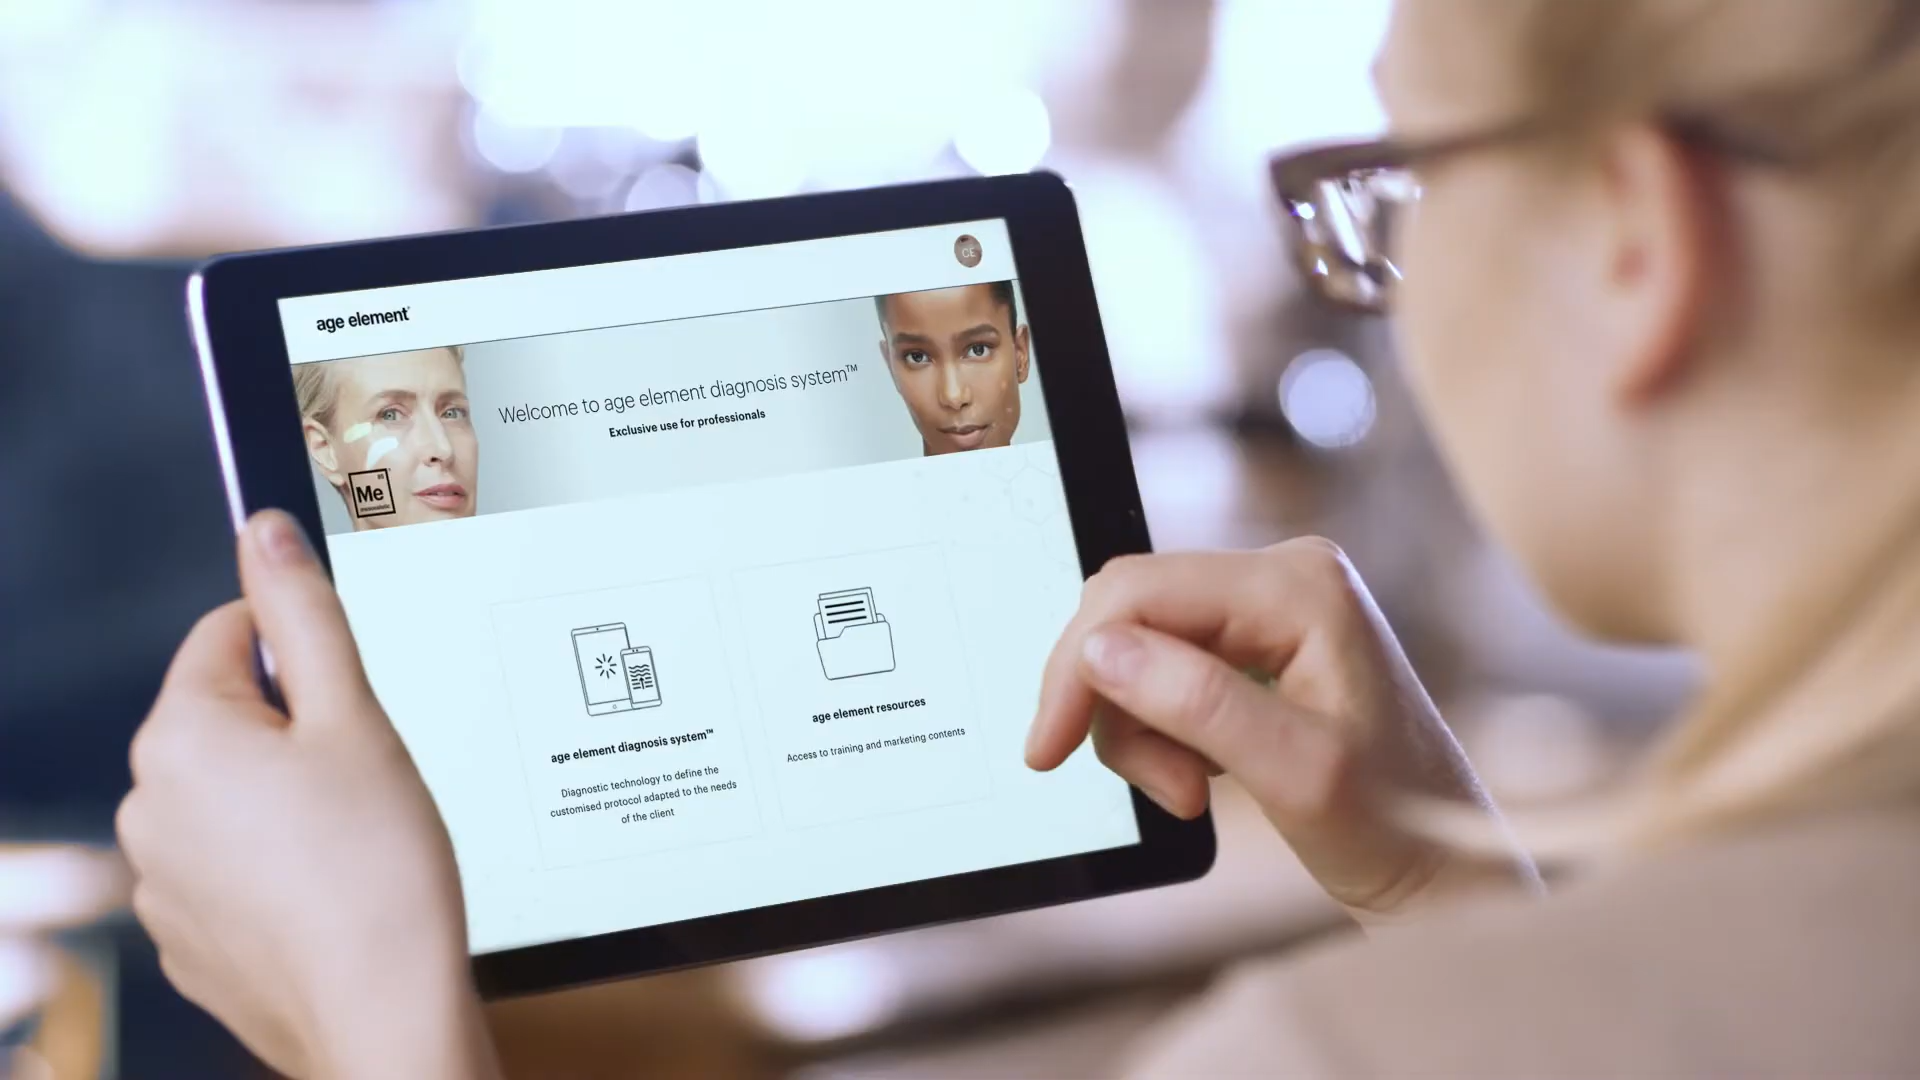 age element®
CE
Welcome to age element diagnosis system™
Exclusive use for professionals
Me
age element diagnosis system™
Diagnostic technology to define the
customised protocol adapted to the needs
of the client
age element resources
Access to training and marketing contents